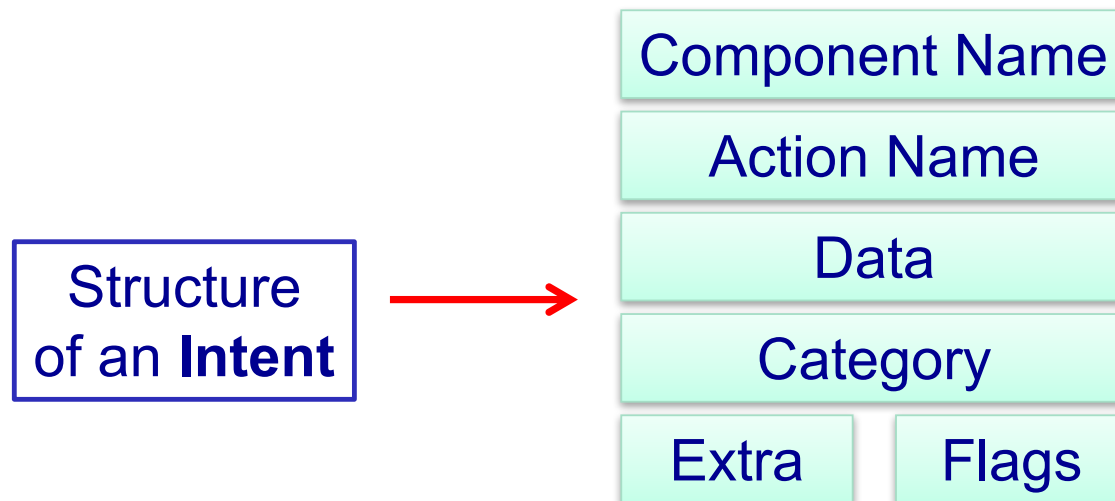 Structure
of an Intent
Component Name
Action Name
Data
Category
Extra
Flags